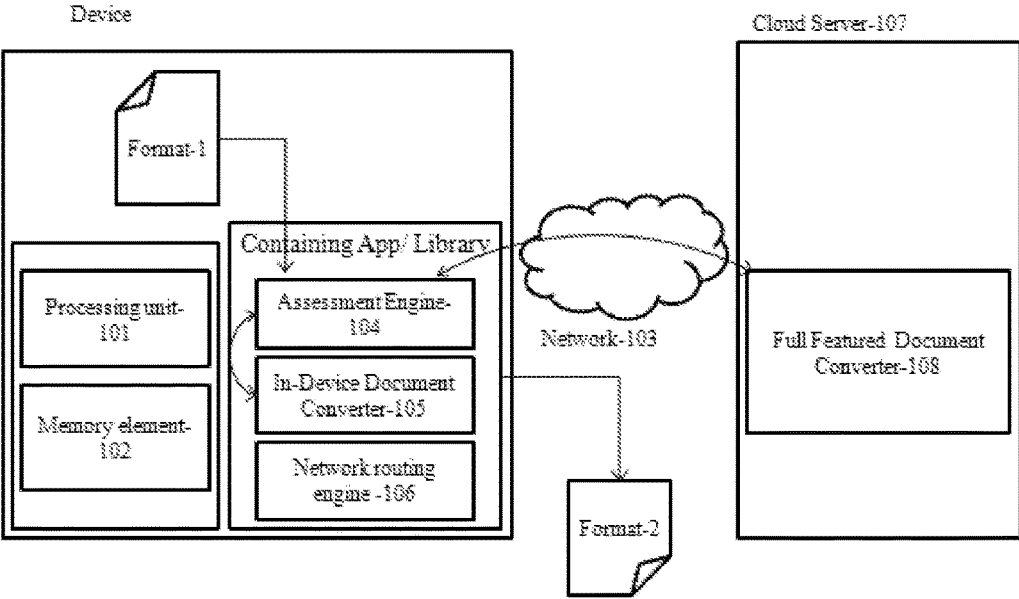 Device
Cloud Server-107
Format-1
Containing App/ Library
Processing unit-
101
Assessment Engine-
104
Network-103
Full Featured Document
Converter-108
In-Device Document
Converter-105
Memory element-
102
Network routing
engine -106
Format-2